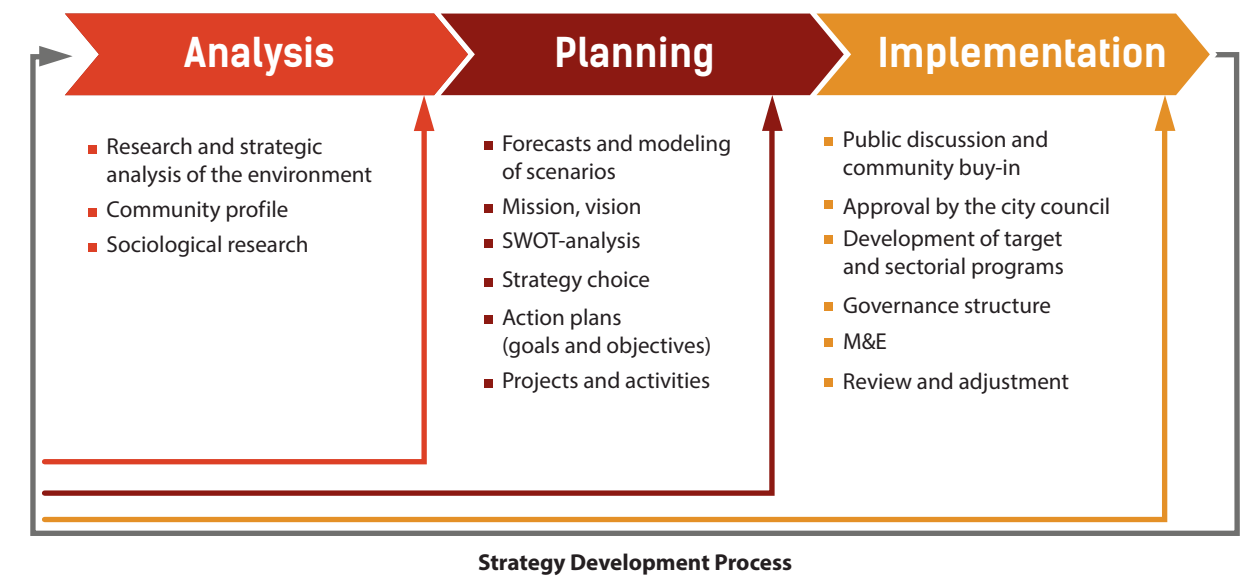 Analysis
Planning
Implementation
Research and strategic
analysis of the environment
Community profile
Sociological research
Forecasts and modeling
of scenarios
Mission, vision
SWOT-analysis
Strategy choice
Action plans
(goals and objectives)
Projects and activities
Public discussion and
community buy-in
Approval by the city council
Development of target
and sectorial programs
Governance structure
M&E
Review and adjustment
Strategy Development Process